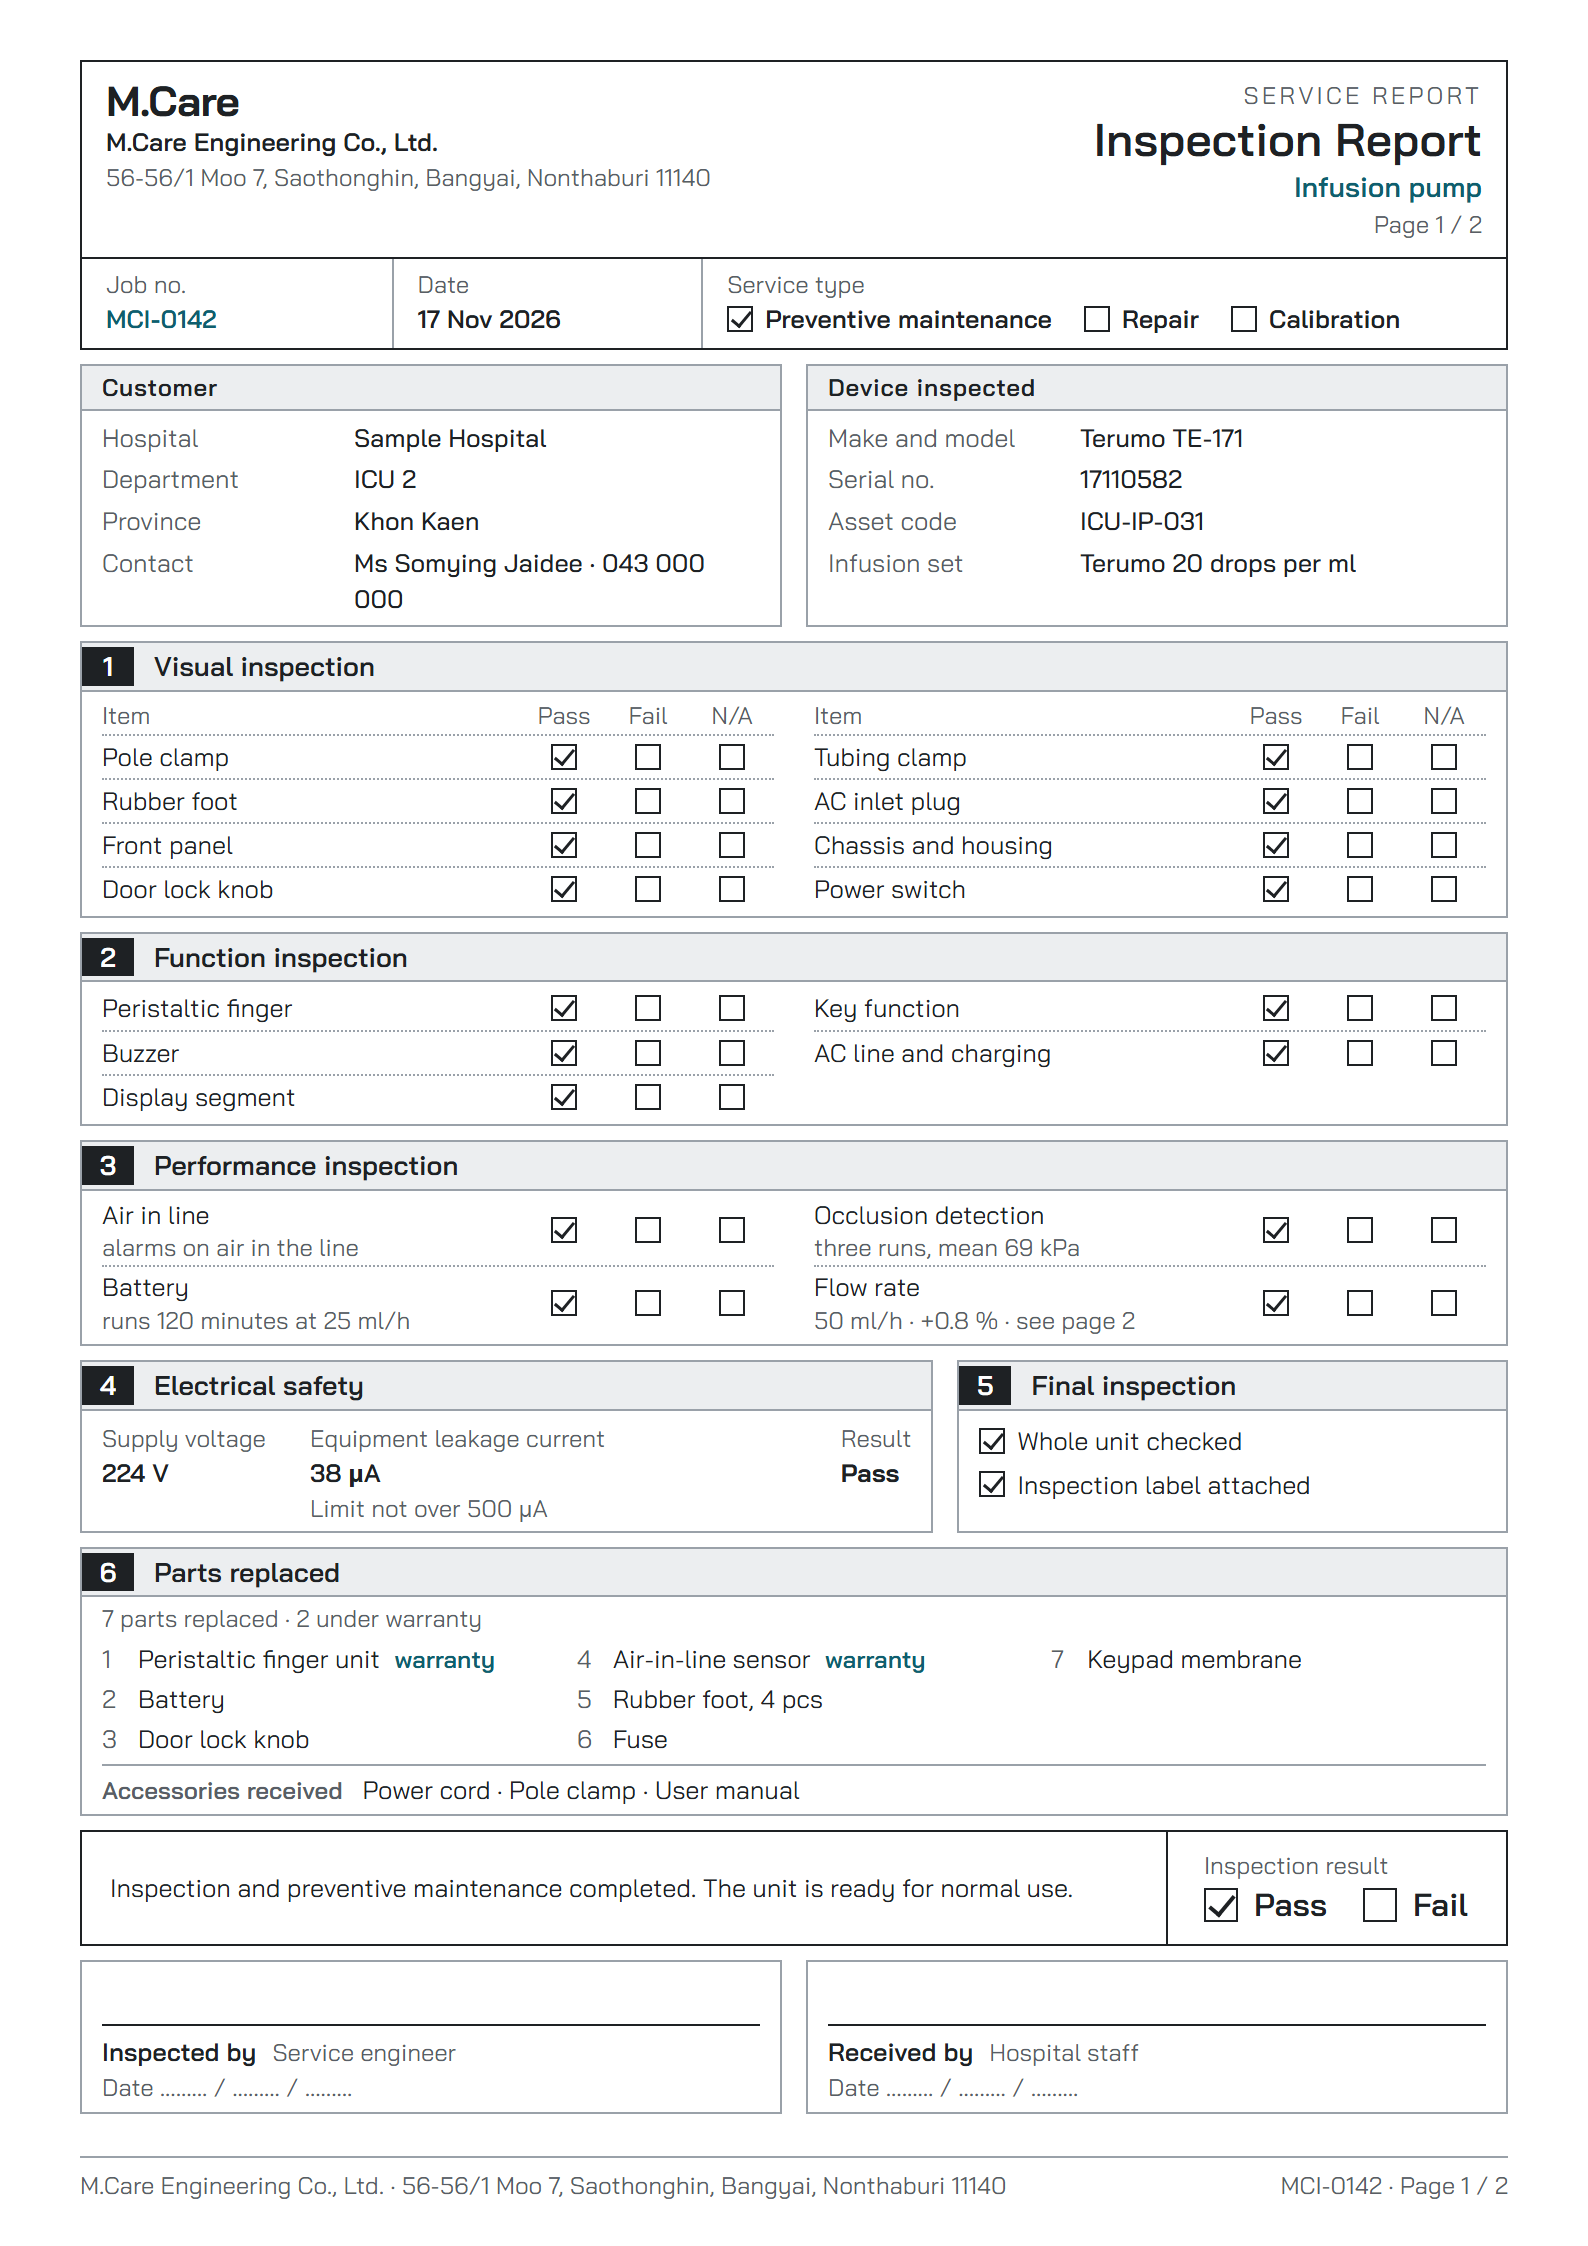 M.Care
M.Care Engineering Co., Ltd.
56-56/1 Moo 7, Saothonghin, Bangyai, Nonthaburi 11140
SERVICE REPORT
Inspection Report
Infusion pump
Page 1 / 2
Job no.
MCI-0142
Date
17 Nov 2026
Service type
Preventive maintenance Repair Calibration
Customer
Hospital Sample Hospital
Department ICU 2
Province Khon Kaen
Contact Ms Somying Jaidee · 043 000
000
Device inspected
Make and model Terumo TE-171
Serial no. 17110582
Asset code ICU-IP-031
Infusion set Terumo 20 drops per ml
1 Visual inspection
Item Pass Fail N/A Item Pass Fail N/A
Pole clamp Tubing clamp
Rubber foot AC inlet plug
Front panel Chassis and housing
Door lock knob Power switch
2 Function inspection
Peristaltic finger Key function
Buzzer AC line and charging
Display segment
3 Performance inspection
Air in line
alarms on air in the line
Occlusion detection
three runs, mean 69 kPa
Battery
runs 120 minutes at 25 ml/h
Flow rate
50 ml/h · +0.8 % · see page 2
4 Electrical safety
Supply voltage Equipment leakage current Result
224 V 38 µA Pass
Limit not over 500 µA
5 Final inspection
Whole unit checked
Inspection label attached
6 Parts replaced
7 parts replaced · 2 under warranty
1 Peristaltic finger unit warranty 4 Air-in-line sensor warranty 7 Keypad membrane
2 Battery 5 Rubber foot, 4 pcs
3 Door lock knob 6 Fuse
Accessories received Power cord · Pole clamp · User manual
Inspection and preventive maintenance completed. The unit is ready for normal use.
Inspection result
Pass Fail
Inspected by Service engineer
Date ......... / ......... / .........
Received by Hospital staff
Date ......... / ......... / .........
M.Care Engineering Co., Ltd. · 56-56/1 Moo 7, Saothonghin, Bangyai, Nonthaburi 11140
MCI-0142 · Page 1 / 2